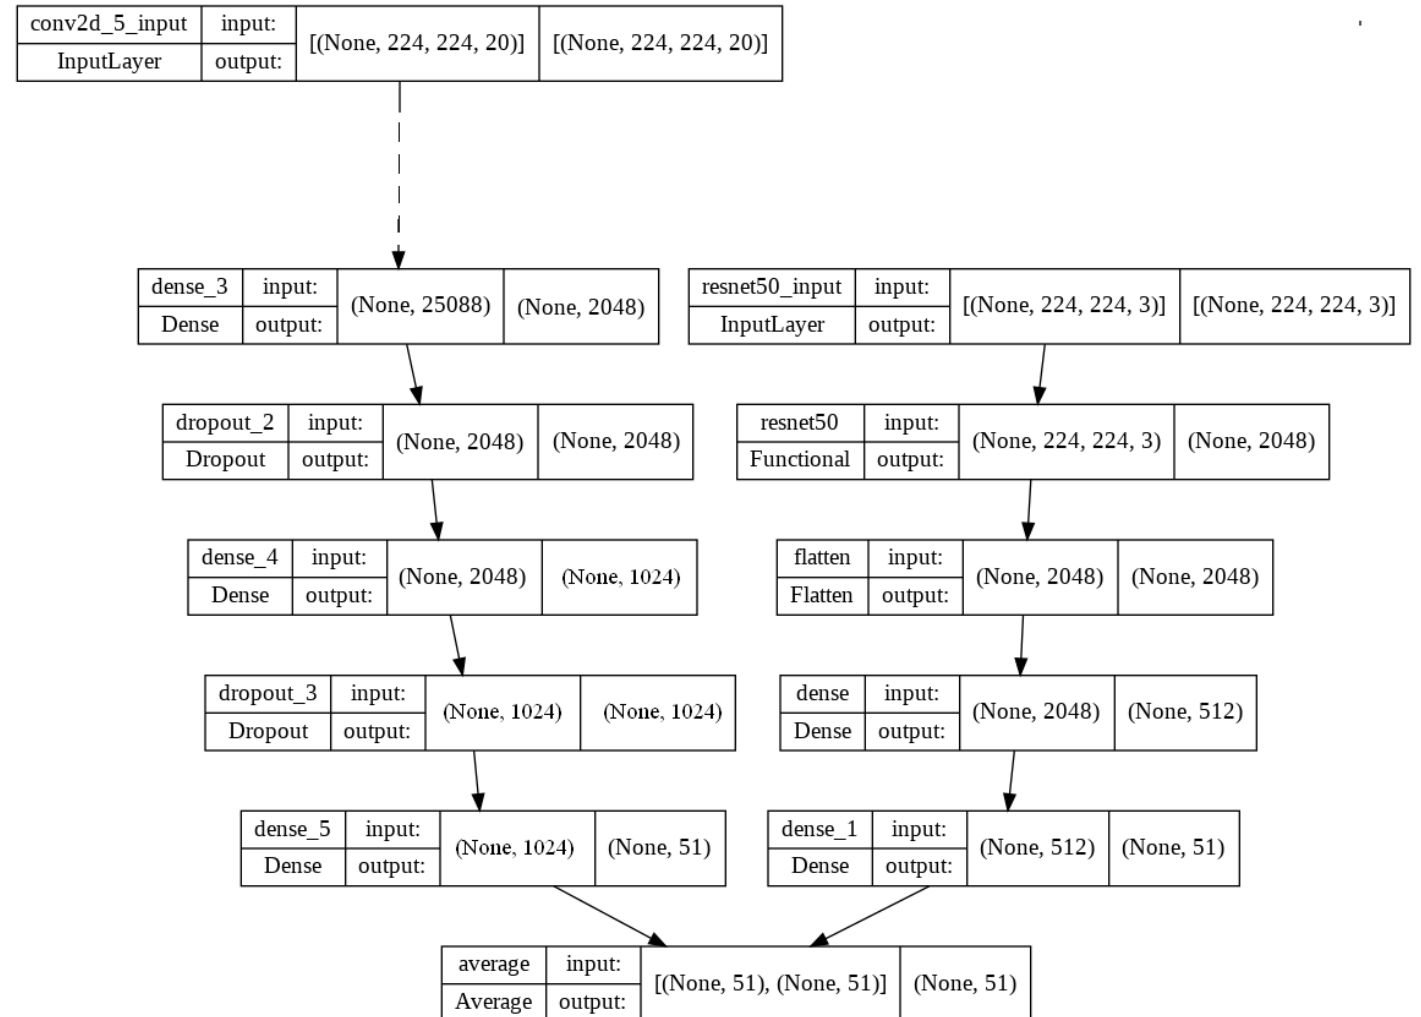 conv2d_5_input input: [(None, 224, 224, 20)] [(None, 224, 224, 20)]
InputLayer output:
dense_3 input: (None, 25088) (None, 2048)
Dense output:
resnet50_input input: [(None, 224, 224, 3)] [(None, 224, 224, 3)]
InputLayer output:
dropout_2 input: (None, 2048) (None, 2048)
Dropout output:
resnet50 input: (None, 224, 224, 3) (None, 2048)
Functional output:
dense_4 input: (None, 2048) (None, 1024)
Dense output:
flatten input: (None, 2048) (None, 2048)
Flatten output:
dropout_3 input: (None, 1024) (None, 1024)
Dropout output:
dense input: (None, 2048) (None, 512)
Dense output:
dense_5 input: (None, 1024) (None, 51)
Dense output:
dense_1 input: (None, 512) (None, 51)
Dense output:
average input: [(None, 51), (None, 51)] (None, 51)
Average output: